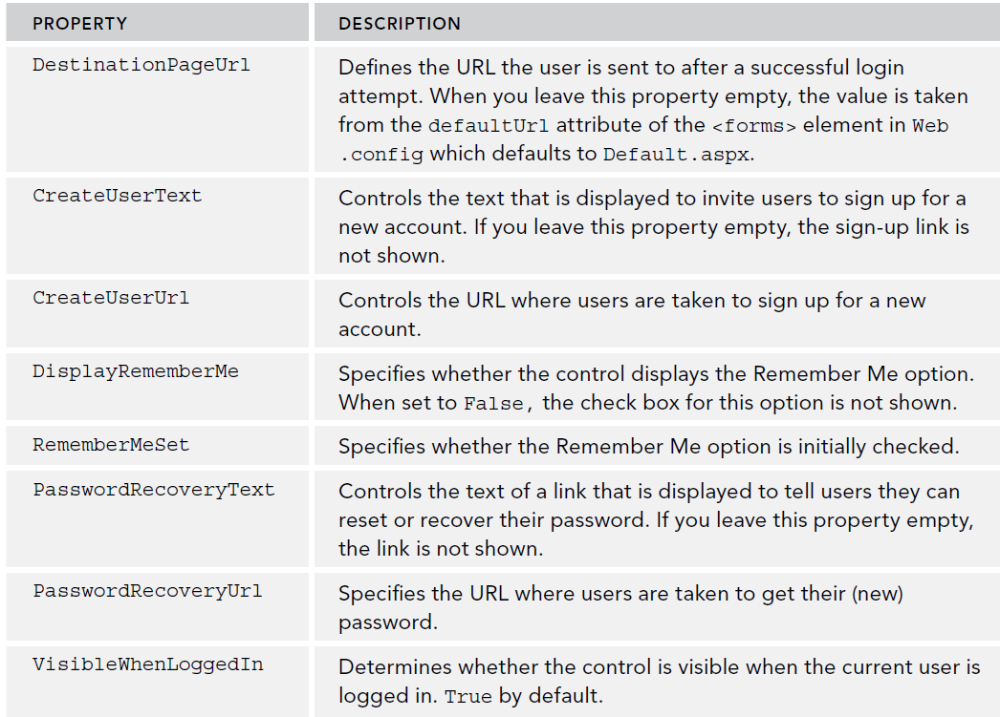 PROPERTY DESCRIPTION
DestinationPageUrl Defines the URL the user is sent to after a successful login
attempt. When you leave this property empty, the value is taken
from the defaultUrl attribute of the <forms> element in Web
.config which defaults to Default.aspx.
CreateUserText Controls the text that is displayed to invite users to sign up for a
new account. If you leave this property empty, the sign-up link is
not shown.
CreateUserUrl Controls the URL where users are taken to sign up for a new
account.
DisplayRememberMe Specifies whether the control displays the Remember Me option.
When set to False, the check box for this option is not shown.
RememberMeSet Specifies whether the Remember Me option is initially checked.
PasswordRecoveryText Controls the text of a link that is displayed to tell users they can
reset or recover their password. If you leave this property empty,
the link is not shown.
PasswordRecoveryUrl Specifies the URL where users are taken to get their (new)
password.
VisibleWhenLoggedIn Determines whether the control is visible when the current user is
logged in. True by default.